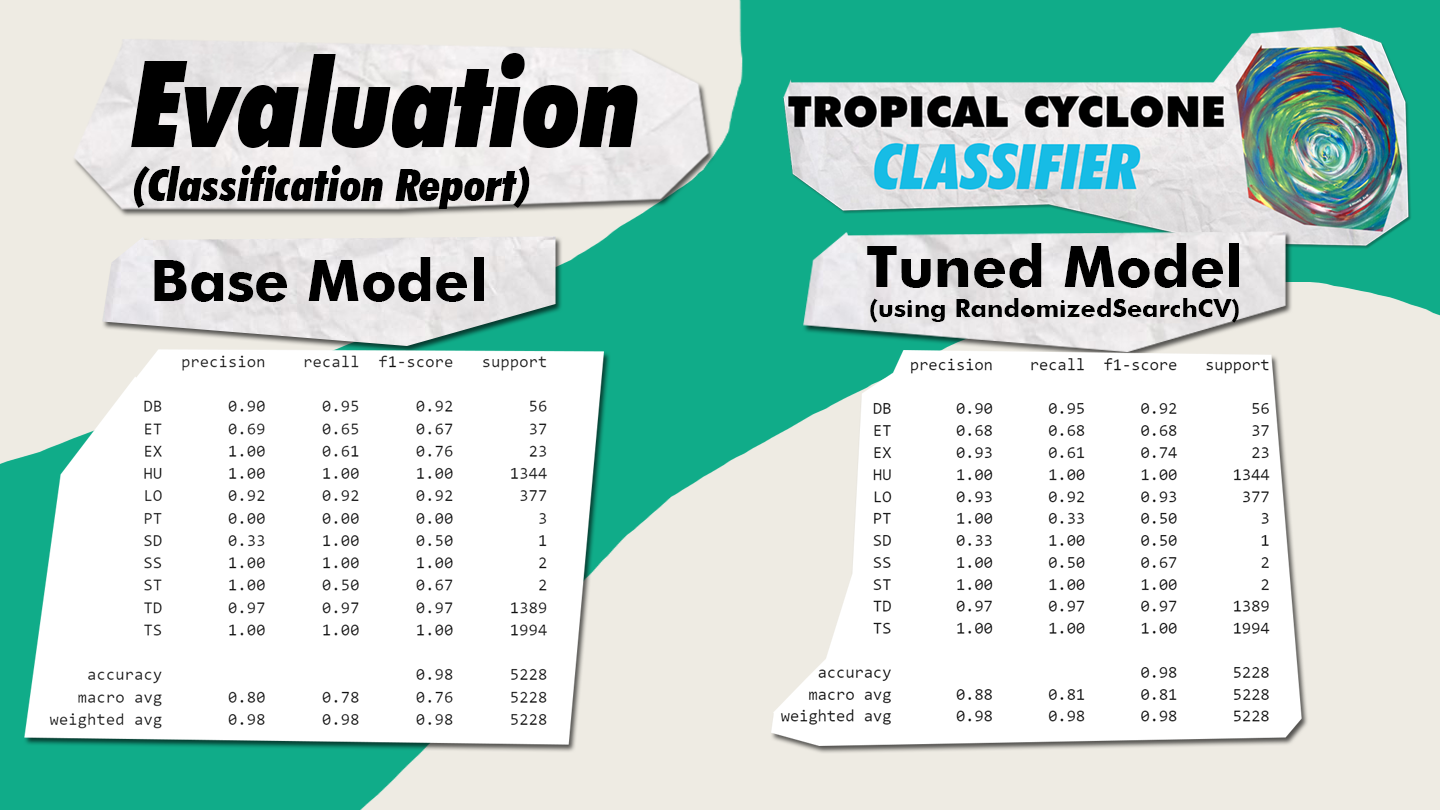 Evaluation
(Classification Report)
TROPICAL CYCLONE
CLASSIFIER
Base Model
precision recall f1-score support
DB 0.90 0.95 0.92 56
ET 0.69 0.65 0.67 37
EX 1.00 0.61 0.76 23
HU 1.00 1.00 1.00 1344
LO 0.92 0.92 0.92 377
PT 0.00 0.00 0.00 3
SD 0.33 1.00 0.50 1
SS 1.00 1.00 1.00 2
ST 1.00 0.50 0.67 2
TD 0.97 0.97 0.97 1389
TS 1.00 1.00 1.00 1994
accuracy 0.98 5228
macro avg 0.80 0.78 0.76 5228
weighted avg 0.98 0.98 0.98 5228
Tuned Model
(using RandomizedSearchCV)
precision recall f1-score support
DB 0.90 0.95 0.92 56
ET 0.68 0.68 0.68 37
EX 0.93 0.61 0.74 23
HU 1.00 1.00 1.00 1344
LO 0.93 0.92 0.93 377
PT 1.00 0.33 0.50 3
SD 0.33 1.00 0.50 1
SS 1.00 0.50 0.67 2
ST 1.00 1.00 1.00 2
TD 0.97 0.97 0.97 1389
TS 1.00 1.00 1.00 1994
accuracy 0.98 5228
macro avg 0.88 0.81 0.81 5228
weighted avg 0.98 0.98 0.98 5228